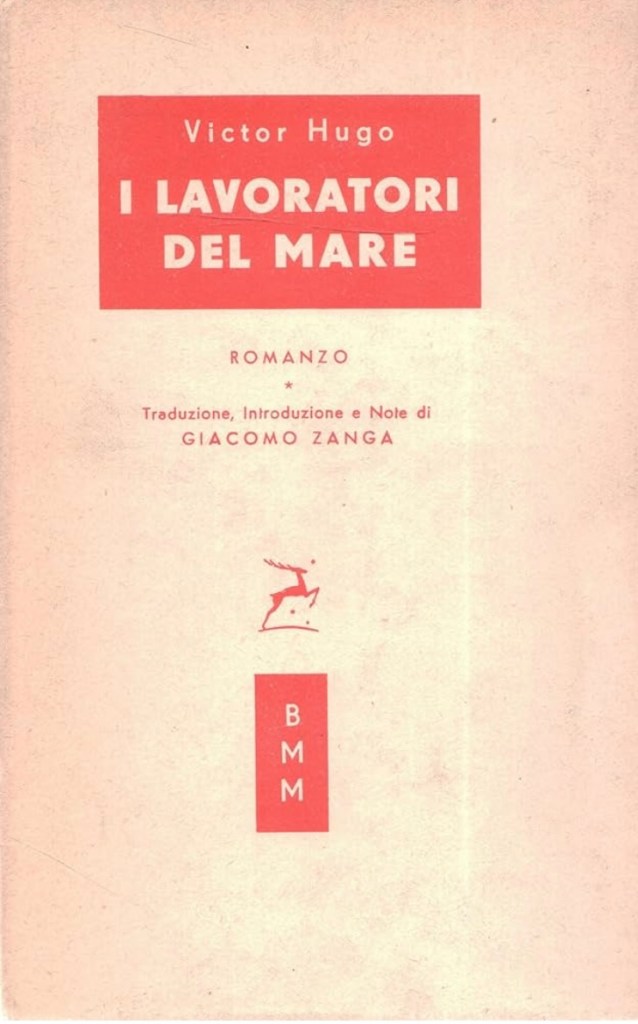 Victor Hugo
I LAVORATORI
DEL MARE
ROMANZO
★
Traduzione, Introduzione e Note di
GIACOMO ZANGA
B
M
M